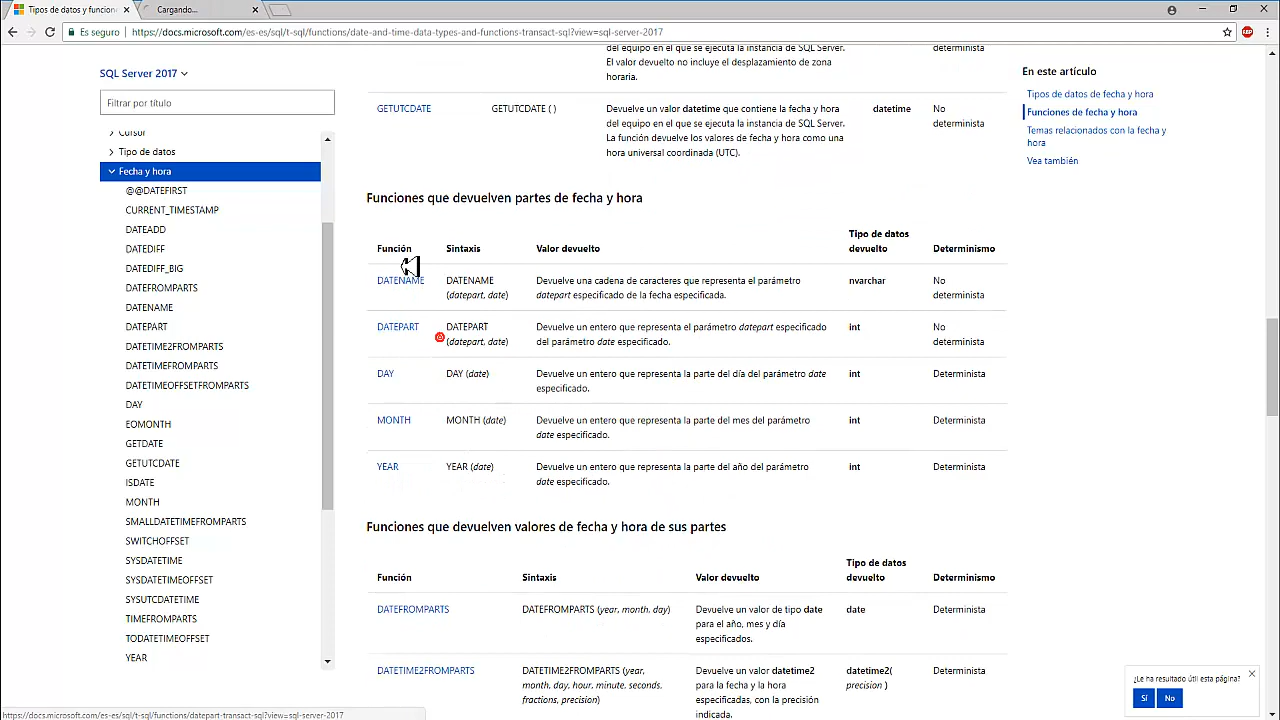 Tipos de datos y funcion
Cargando...
Es seguro
https://docs.microsoft.com/es-es/sql/t-sql/functions/date-and-time-data-types-and-functions-transact-sql?view=sql-server-2017
SQL Server 2017
Filtrar por título
Cursor
Tipo de datos
Fecha y hora
@@DATEFIRST
CURRENT_TIMESTAMP
DATEADD
DATEDIFF
DATEDIFF_BIG
DATEFROMPARTS
DATENAME
DATEPART
DATETIME2FROMPARTS
DATETIMEFROMPARTS
DATETIMEOFFSETFROMPARTS
DAY
EOMONTH
GETDATE
GETUTCDATE
ISDATE
MONTH
SMALLDATETIMEFROMPARTS
SWITCHOFFSET
SYSDATETIME
SYSDATETIMEOFFSET
SYSUTCDATETIME
TIMEFROMPARTS
TODATETIMEOFFSET
YEAR
del equipo en el que se ejecuta la instancia de SQL Server.
El valor devuelto no incluye el desplazamiento de zona
horaria.
determinista
GETUTCDATE
GETUTCDATE ( )
Devuelve un valor datetime que contiene la fecha y hora
del equipo en el que se ejecuta la instancia de SQL Server.
La función devuelve los valores de fecha y hora como una
hora universal coordinada (UTC).
datetime
No
determinista
Funciones que devuelven partes de fecha y hora
Función
Sintaxis
Valor devuelto
Tipo de datos
devuelto
Determinismo
DATENAME
DATENAME
(datepart, date)
Devuelve una cadena de caracteres que representa el parámetro
datepart especificado de la fecha especificada.
nvarchar
No
determinista
DATEPART
DATEPART
(datepart, date)
Devuelve un entero que representa el parámetro datepart especificado
del parámetro date especificado.
int
No
determinista
DAY
DAY (date)
Devuelve un entero que representa la parte del día del parámetro date
especificado.
int
Determinista
MONTH
MONTH (date)
Devuelve un entero que representa la parte del mes del parámetro
date especificado.
int
Determinista
YEAR
YEAR (date)
Devuelve un entero que representa la parte del año del parámetro
date especificado.
int
Determinista
Funciones que devuelven valores de fecha y hora de sus partes
Función
Sintaxis
Valor devuelto
Tipo de datos
devuelto
Determinismo
DATEFROMPARTS
DATEFROMPARTS (year, month, day)
Devuelve un valor de tipo date
para el año, mes y día
especificados.
date
Determinista
DATETIME2FROMPARTS
DATETIME2FROMPARTS (year,
month, day, hour, minute, seconds,
fractions, precision)
Devuelve un valor datetime2
para la fecha y la hora
especificadas, con la precisión
indicada.
datetime2(
precision )
Determinista
En este artículo
Tipos de datos de fecha y hora
Funciones de fecha y hora
Temas relacionados con la fecha y
hora
Vea también
¿Le ha resultado útil esta página?
Sí
No
https://docs.microsoft.com/es-es/sql/t-sql/functions/datepart-transact-sql?view=sql-server-2017